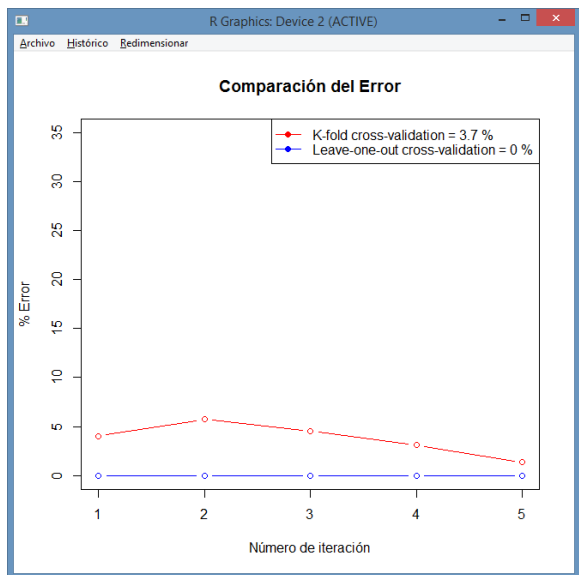 R Graphics: Device 2 (ACTIVE)
Archivo Histórico Redimensionar
Comparación del Error
K-fold cross-validation = 3.7 %
Leave-one-out cross-validation = 0 %
% Error
35
30
25
20
15
10
5
0
1 2 3 4 5
Número de iteración